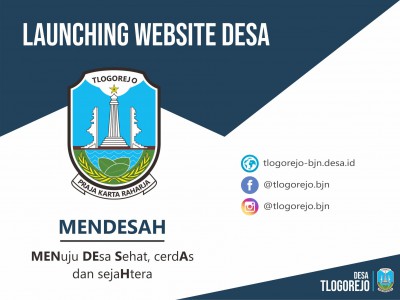 LAUNCHING WEBSITE DESA
TLOGOREJO
PRAJA KARTA RAHARJA
tlogorejo-bjn.desa.id
@tlogorejo.bjn
@tlogorejo.bjn
MENDESAH
MENuju DEsa Sehat, cerdAs
dan sejaHtera
DESA
TLOGOREJO